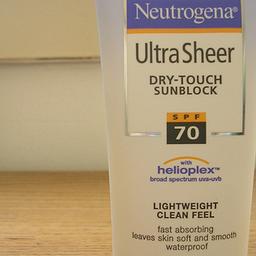 Neutrogena®
Ultra Sheer
DRY-TOUCH
SUNBLOCK
SPF
70
with
helioplex™
broad spectrum uva-uvb
LIGHTWEIGHT
CLEAN FEEL
fast absorbing
leaves skin soft and smooth
waterproof